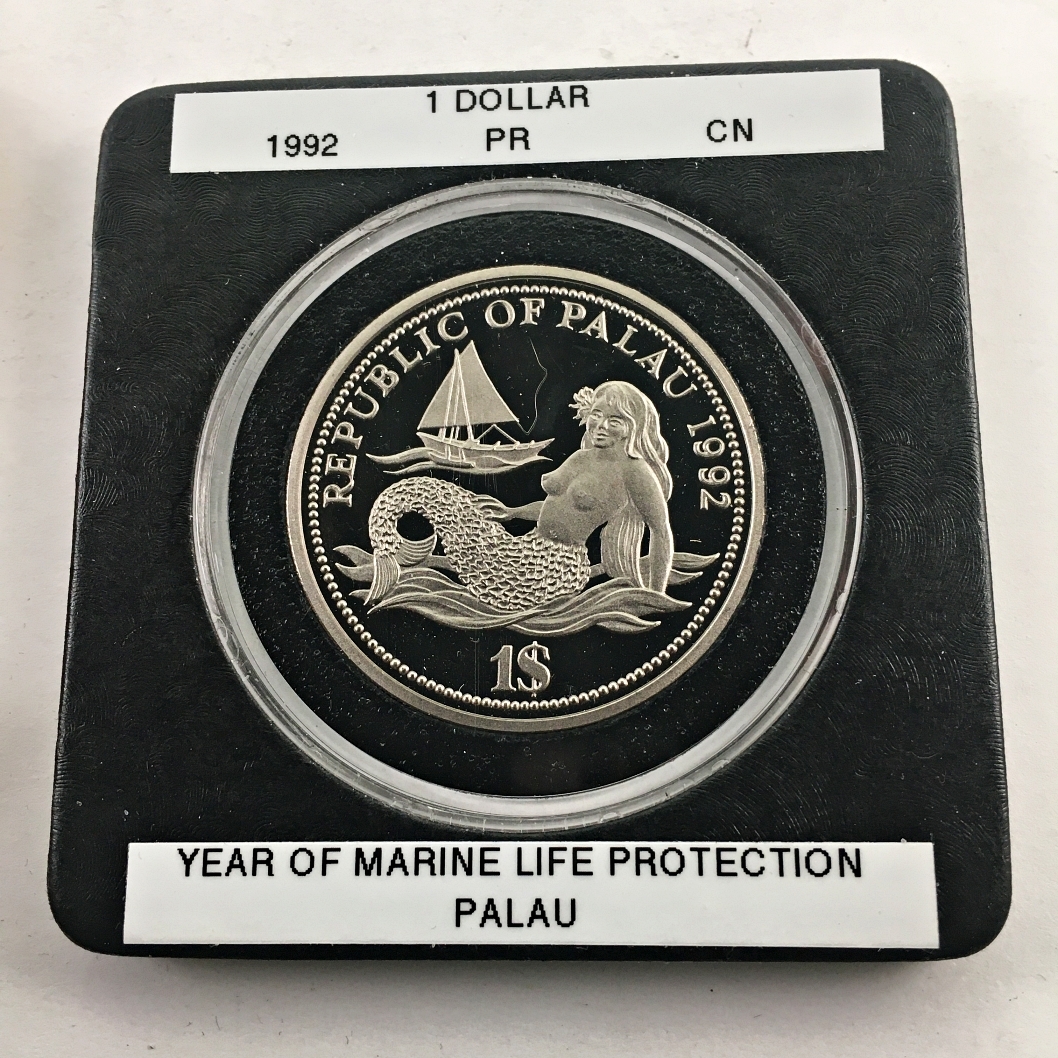 1 DOLLAR
1992 PR CN
REPUBLIC OF PALAU 1992
1$
YEAR OF MARINE LIFE PROTECTION
PALAU